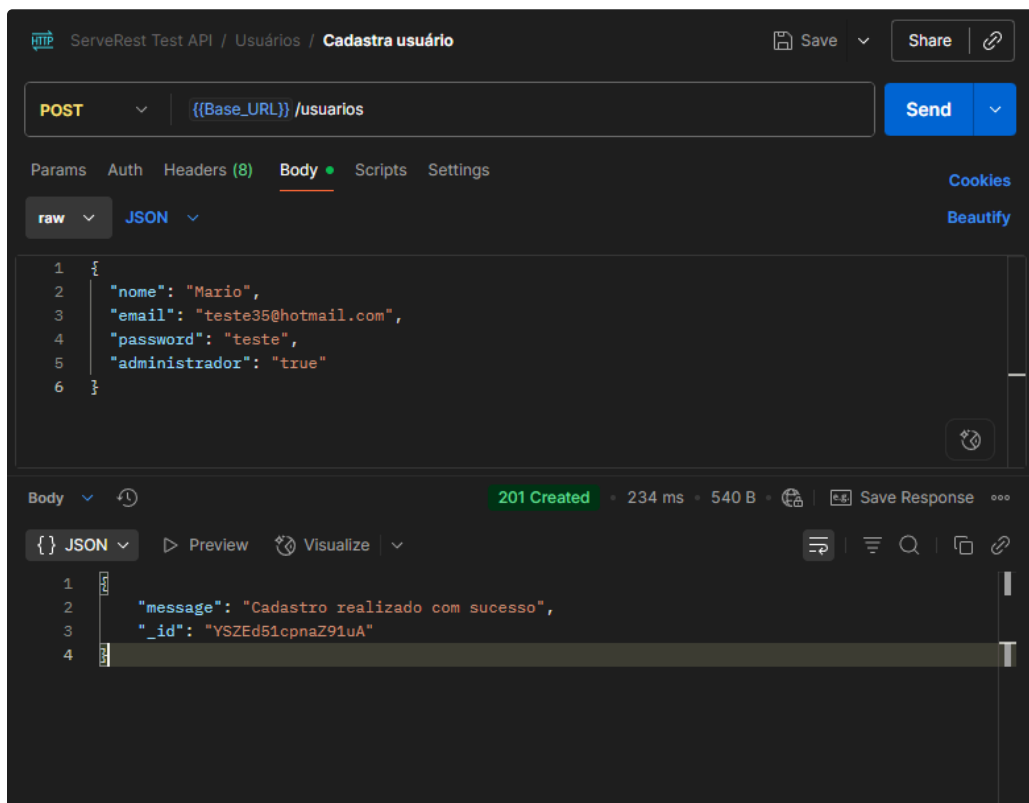 HTTP ServeRest Test API / Usuários / Cadastra usuário Save Share
POST {{Base_URL}} /usuarios Send
Params Auth Headers (8) Body Scripts Settings Cookies
raw JSON Beautify
1 {
2 "nome": "Mario",
3 "email": "teste35@hotmail.com",
4 "password": "teste",
5 "administrador": "true"
6 }
Body 201 Created 234 ms 540 B e.g. Save Response
{} JSON Preview Visualize
1 {
2 "message": "Cadastro realizado com sucesso",
3 "_id": "YSZEd51cpnaZ91uA"
4 }